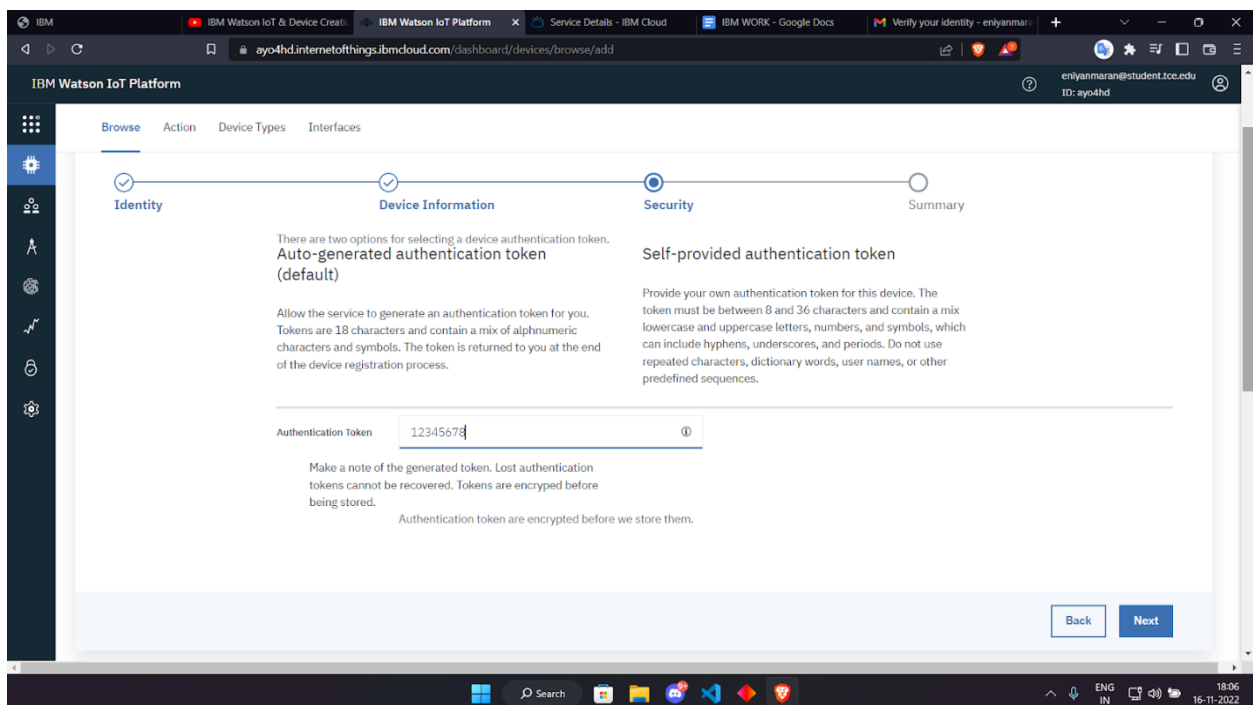 IBM
IBM Watson IoT & Device Creatic
IBM Watson IoT Platform
Service Details - IBM Cloud
IBM WORK - Google Docs
Verify your identity - eniyanmara
ayo4hd.internetofthings.ibmcloud.com/dashboard/devices/browse/add
IBM Watson IoT Platform
eniyanmaran@student.tce.edu
ID: ayo4hd
Browse Action Device Types Interfaces
Identity Device Information Security Summary
There are two options for selecting a device authentication token.
Auto-generated authentication token
(default)
Allow the service to generate an authentication token for you.
Tokens are 18 characters and contain a mix of alphnumeric
characters and symbols. The token is returned to you at the end
of the device registration process.
Self-provided authentication token
Provide your own authentication token for this device. The
token must be between 8 and 36 characters and contain a mix
lowercase and uppercase letters, numbers, and symbols, which
can include hyphens, underscores, and periods. Do not use
repeated characters, dictionary words, user names, or other
predefined sequences.
Authentication Token 12345678
Make a note of the generated token. Lost authentication
tokens cannot be recovered. Tokens are encryped before
being stored.
Authentication token are encrypted before we store them.
Back Next
Search
ENG
IN
18:06
16-11-2022